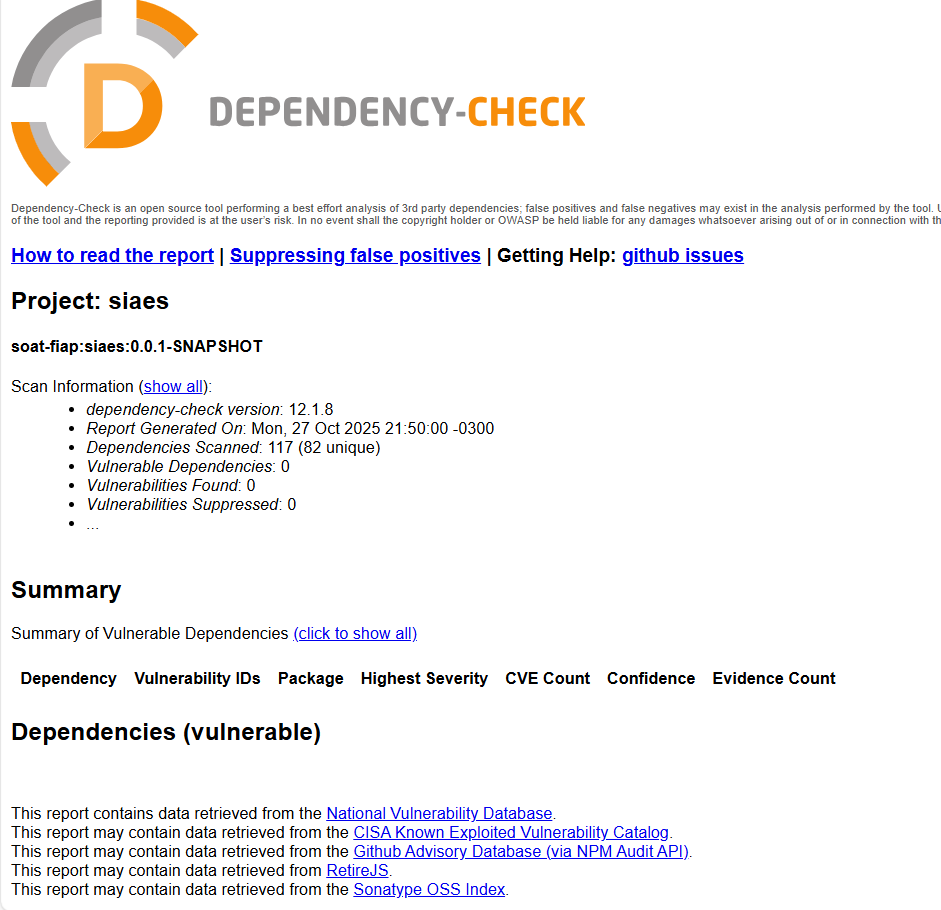 DEPENDENCY-CHECK
Dependency-Check is an open source tool performing a best effort analysis of 3rd party dependencies; false positives and false negatives may exist in the analysis performed by the tool. U
of the tool and the reporting provided is at the user's risk. In no event shall the copyright holder or OWASP be held liable for any damages whatsoever arising out of or in connection with th
How to read the report | Suppressing false positives | Getting Help: github issues
Project: siaes
soat-fiap:siaes:0.0.1-SNAPSHOT
Scan Information (show all):
• dependency-check version: 12.1.8
• Report Generated On: Mon, 27 Oct 2025 21:50:00 -0300
• Dependencies Scanned: 117 (82 unique)
• Vulnerable Dependencies: 0
• Vulnerabilities Found: 0
• Vulnerabilities Suppressed: 0
• ...
Summary
Summary of Vulnerable Dependencies (click to show all)
Dependency Vulnerability IDs Package Highest Severity CVE Count Confidence Evidence Count
Dependencies (vulnerable)
This report contains data retrieved from the National Vulnerability Database.
This report may contain data retrieved from the CISA Known Exploited Vulnerability Catalog.
This report may contain data retrieved from the Github Advisory Database (via NPM Audit API).
This report may contain data retrieved from RetireJS.
This report may contain data retrieved from the Sonatype OSS Index.